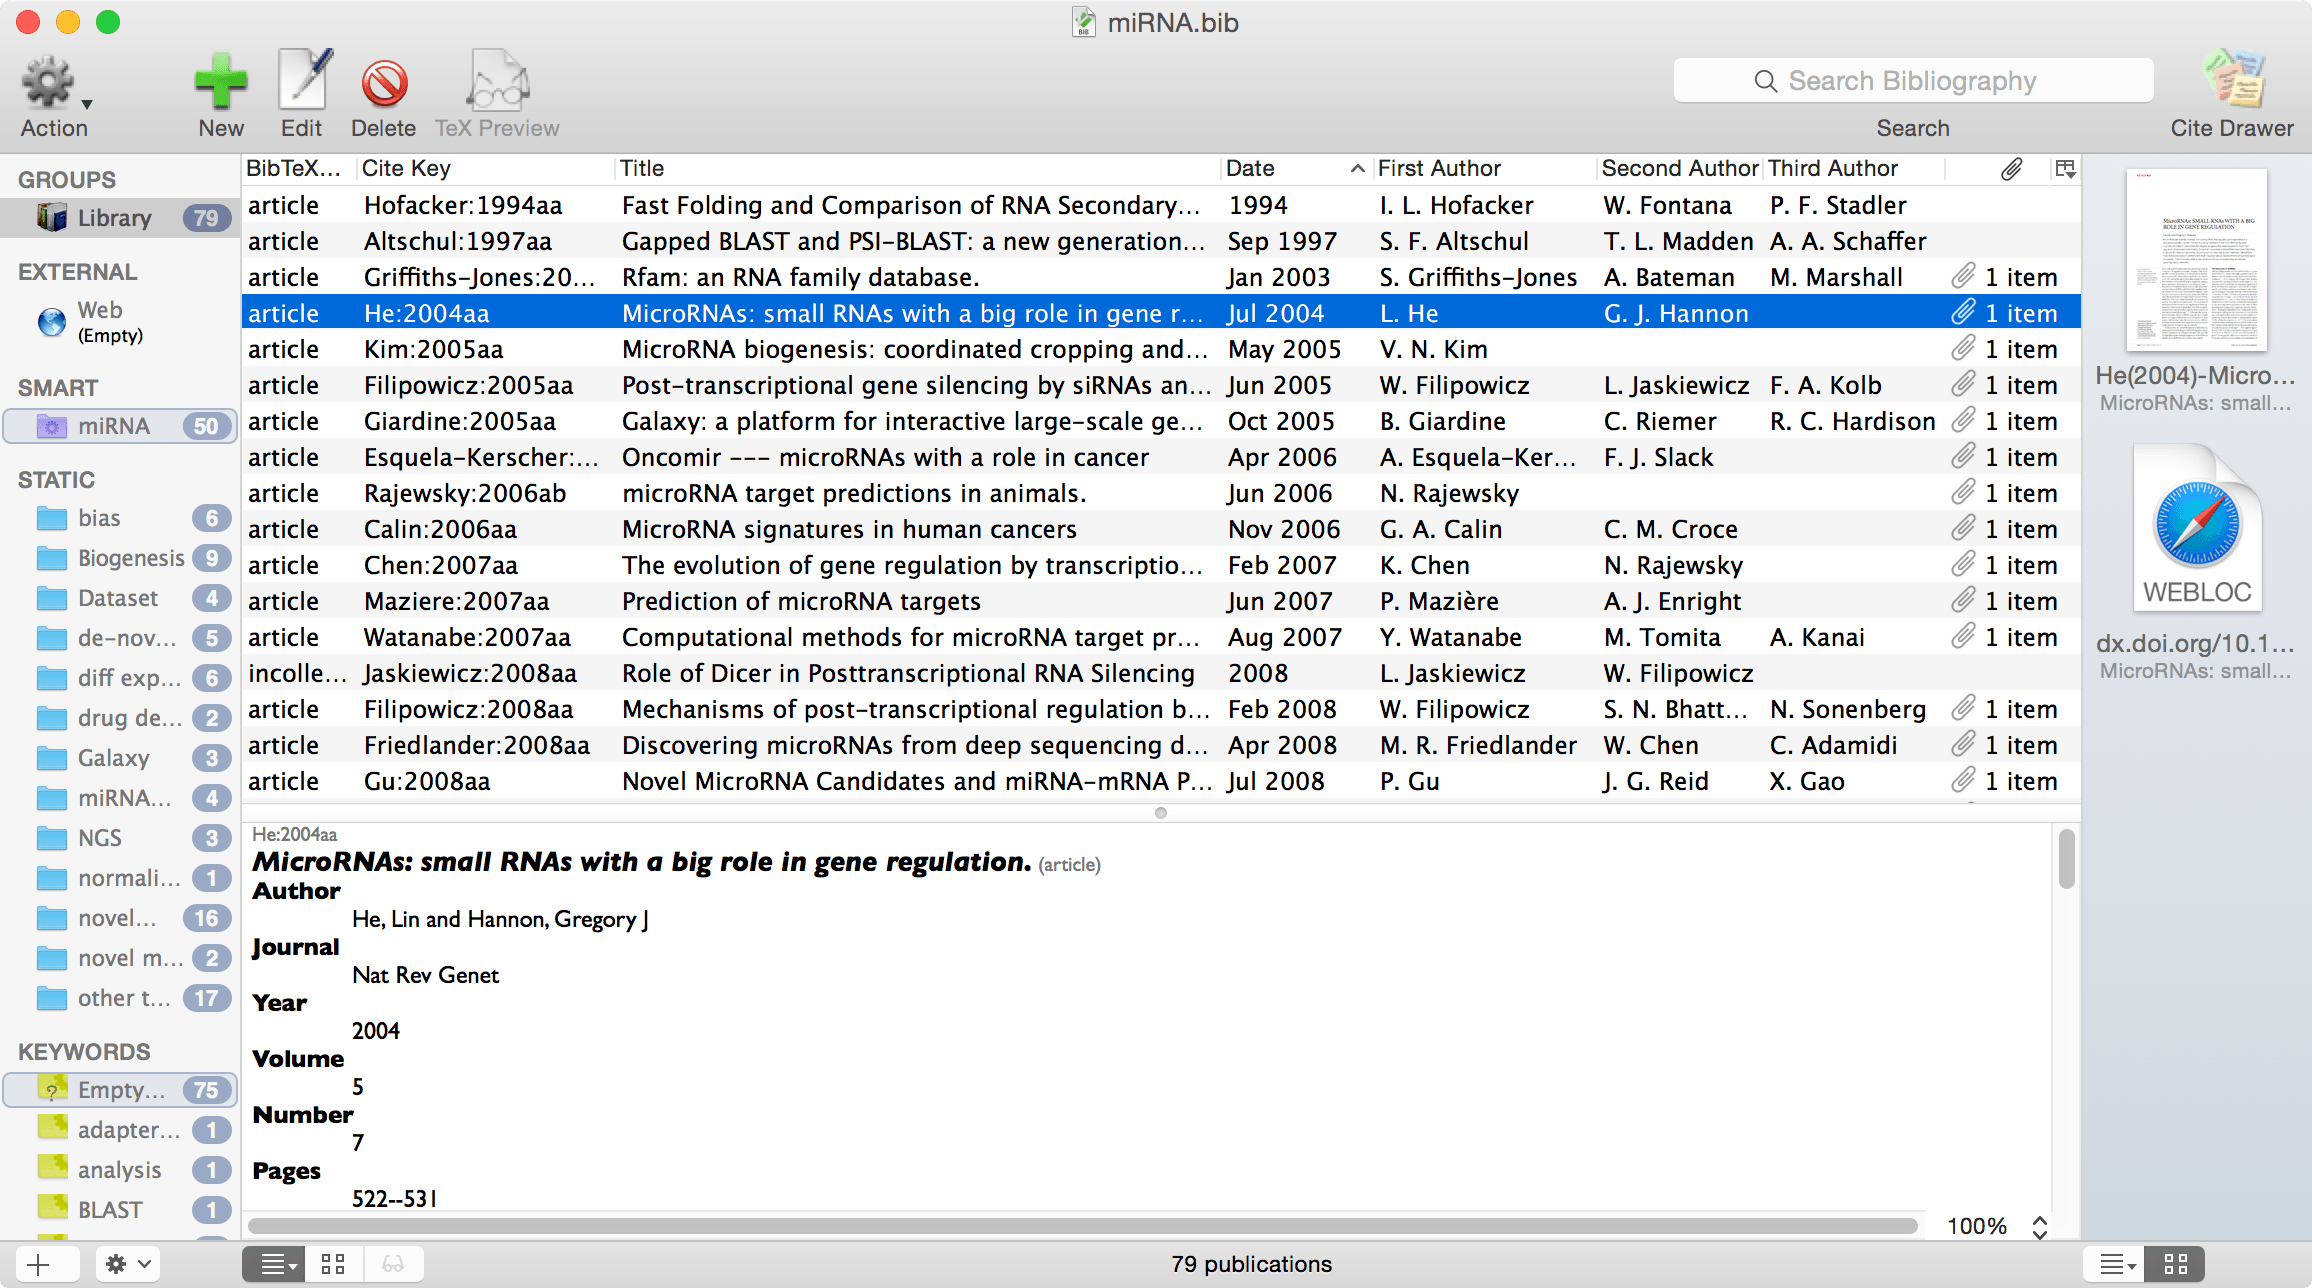 miRNA.bib
Action
New
Edit
Delete
TeX Preview
Search Bibliography
Search
Cite Drawer
GROUPS
Library 79
EXTERNAL
Web
(Empty)
SMART
miRNA 50
STATIC
bias 6
Biogenesis 9
Dataset 4
de-nov... 5
diff exp... 6
drug de... 2
Galaxy 3
miRNA... 4
NGS 3
normali... 1
novel... 16
novel m... 2
other t... 17
KEYWORDS
? Empty... 75
adapter... 1
analysis 1
BLAST 1
BibTeX... Cite Key Title Date First Author Second Author Third Author
article Hofacker:1994aa Fast Folding and Comparison of RNA Secondary... 1994 I. L. Hofacker W. Fontana P. F. Stadler
article Altschul:1997aa Gapped BLAST and PSI-BLAST: a new generation... Sep 1997 S. F. Altschul T. L. Madden A. A. Schaffer
article Griffiths-Jones:20... Rfam: an RNA family database. Jan 2003 S. Griffiths-Jones A. Bateman M. Marshall 1 item
article He:2004aa MicroRNAs: small RNAs with a big role in gene r... Jul 2004 L. He G. J. Hannon 1 item
article Kim:2005aa MicroRNA biogenesis: coordinated cropping and... May 2005 V. N. Kim 1 item
article Filipowicz:2005aa Post-transcriptional gene silencing by siRNAs an... Jun 2005 W. Filipowicz L. Jaskiewicz F. A. Kolb 1 item
article Giardine:2005aa Galaxy: a platform for interactive large-scale ge... Oct 2005 B. Giardine C. Riemer R. C. Hardison 1 item
article Esquela-Kerscher:... Oncomir --- microRNAs with a role in cancer Apr 2006 A. Esquela-Ker... F. J. Slack 1 item
article Rajewsky:2006ab microRNA target predictions in animals. Jun 2006 N. Rajewsky 1 item
article Calin:2006aa MicroRNA signatures in human cancers Nov 2006 G. A. Calin C. M. Croce 1 item
article Chen:2007aa The evolution of gene regulation by transcriptio... Feb 2007 K. Chen N. Rajewsky 1 item
article Maziere:2007aa Prediction of microRNA targets Jun 2007 P. Mazière A. J. Enright 1 item
article Watanabe:2007aa Computational methods for microRNA target pr... Aug 2007 Y. Watanabe M. Tomita A. Kanai 1 item
incolle... Jaskiewicz:2008aa Role of Dicer in Posttranscriptional RNA Silencing 2008 L. Jaskiewicz W. Filipowicz
article Filipowicz:2008aa Mechanisms of post-transcriptional regulation b... Feb 2008 W. Filipowicz S. N. Bhatt... N. Sonenberg 1 item
article Friedlander:2008aa Discovering microRNAs from deep sequencing d... Apr 2008 M. R. Friedlander W. Chen C. Adamidi 1 item
article Gu:2008aa Novel MicroRNA Candidates and miRNA-mRNA P... Jul 2008 P. Gu J. G. Reid X. Gao 1 item
He:2004aa
MicroRNAs: small RNAs with a big role in gene regulation. (article)
Author
He, Lin and Hannon, Gregory J
Journal
Nat Rev Genet
Year
2004
Volume
5
Number
7
Pages
522--531
100%
MicroRNAs: SMALL RNAs WITH A BIG
ROLE IN GENE REGULATION
He(2004)-Micro...
MicroRNAs: small...
WEBLOC
dx.doi.org/10.1...
MicroRNAs: small...
79 publications